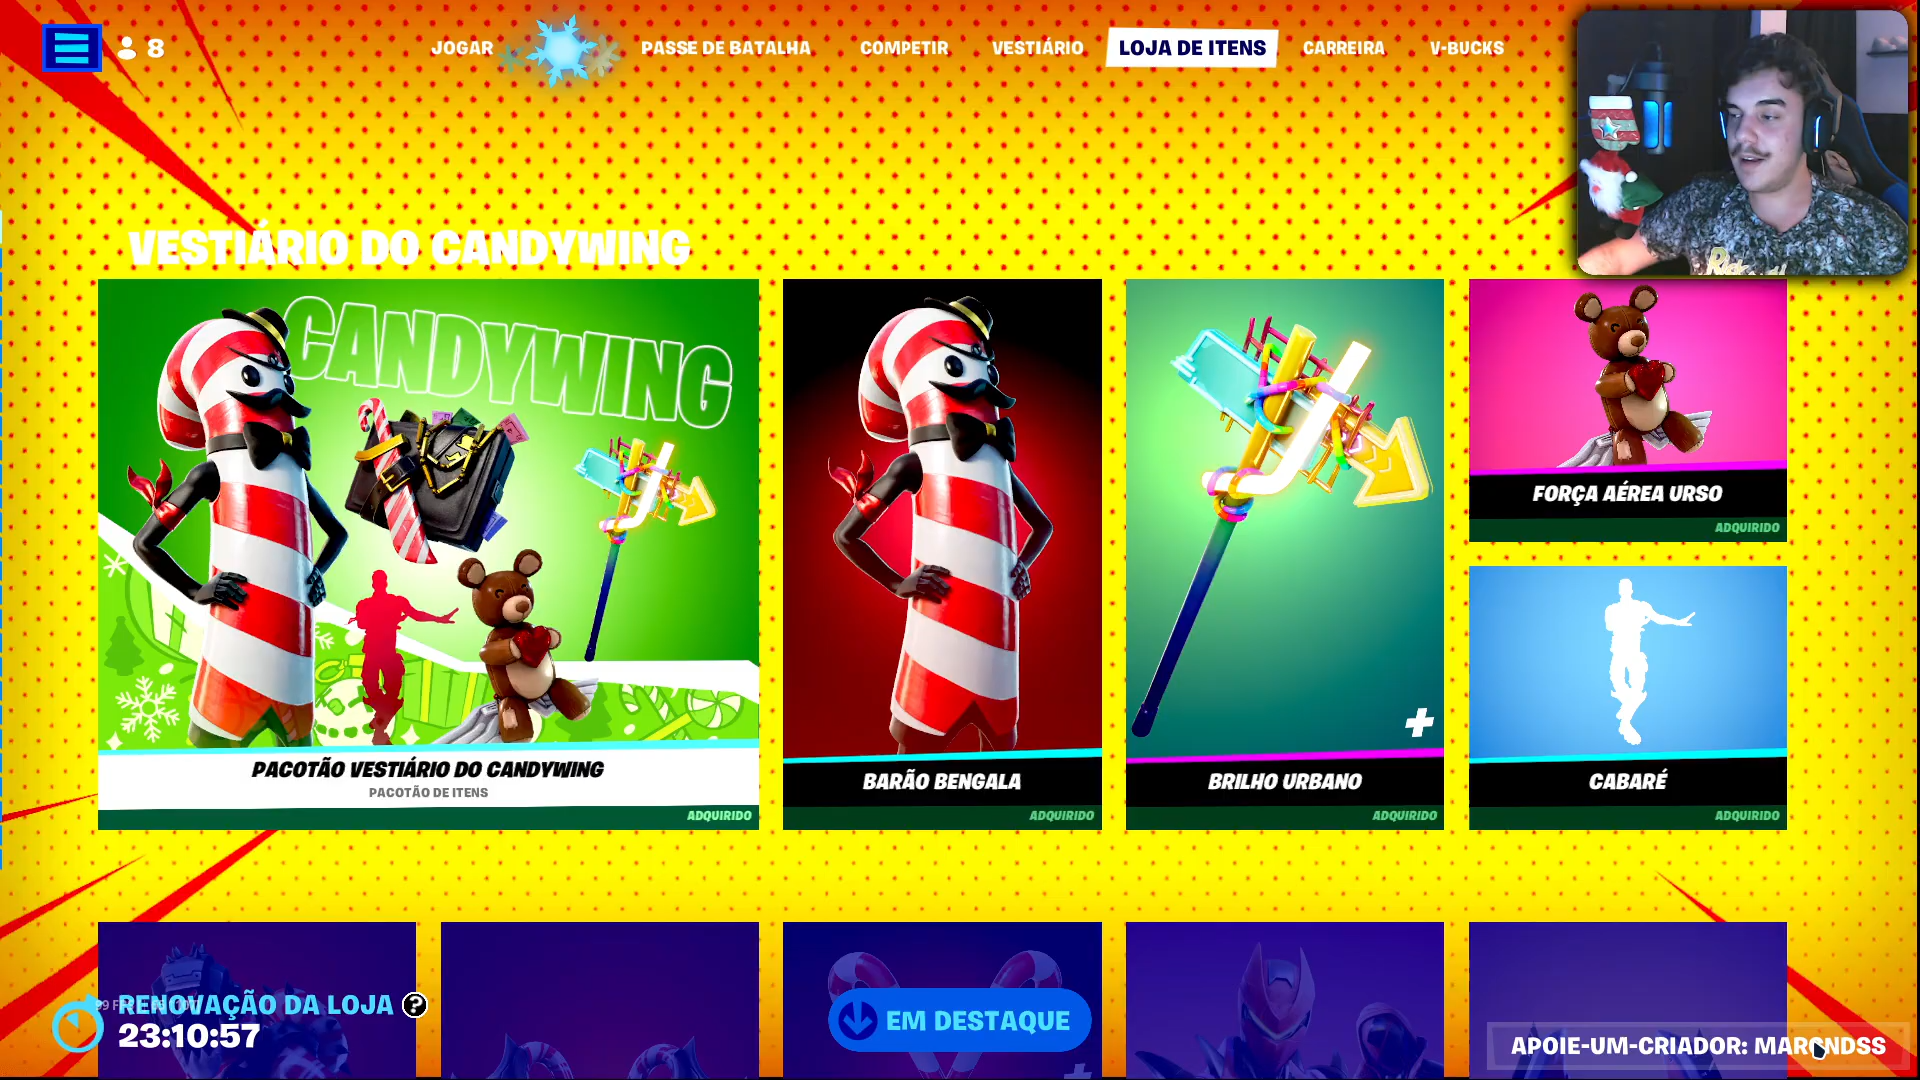 8
JOGAR
PASSE DE BATALHA
COMPETIR
VESTIÁRIO
LOJA DE ITENS
CARREIRA
V-BUCKS
VESTIÁRIO DO CANDYWING
CANDYWING
PACOTÃO VESTIÁRIO DO CANDYWING
PACOTÃO DE ITENS
ADQUIRIDO
BARÃO BENGALA
ADQUIRIDO
BRILHO URBANO
ADQUIRIDO
FORÇA AÉREA URSO
ADQUIRIDO
CABARÉ
ADQUIRIDO
RENOVAÇÃO DA LOJA ?
23:10:57
EM DESTAQUE
APOIE-UM-CRIADOR: MARCNDSS